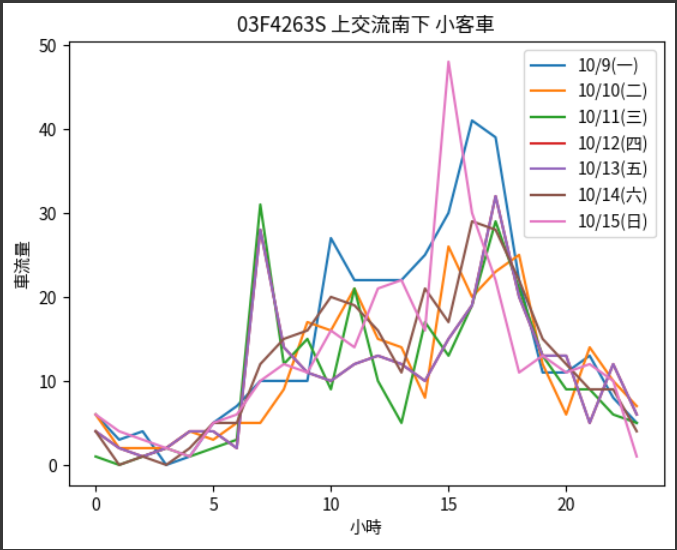 03F4263S 上交流南下 小客車
50
40
30
20
10
0
車流量
10/9(一)
10/10(二)
10/11(三)
10/12(四)
10/13(五)
10/14(六)
10/15(日)
0 5 10 15 20
小時